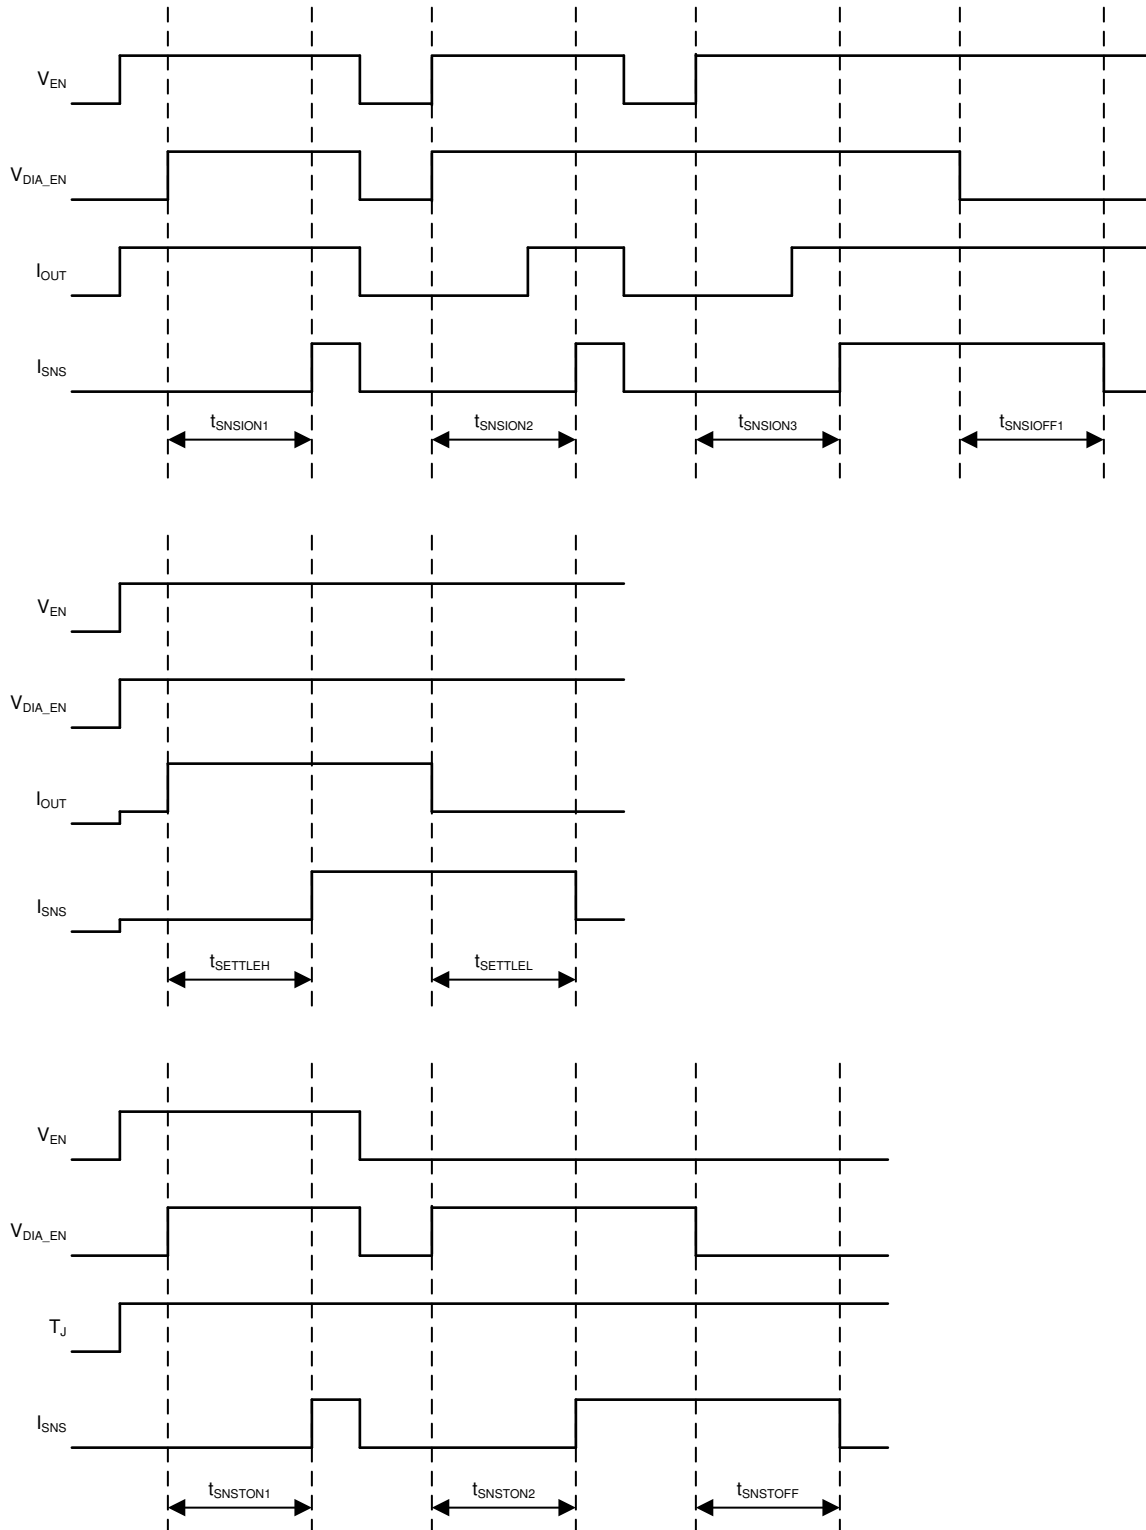 VEN
VDIA_EN
IOUT
ISNS
tSNSION1 tSNSION2 tSNSION3 tSNSIOFF1
VEN
VDIA_EN
IOUT
ISNS
tSETTLEH tSETTLEL
VEN
VDIA_EN
TJ
ISNS
tSNSTON1 tSNSTON2 tSNSTOFF